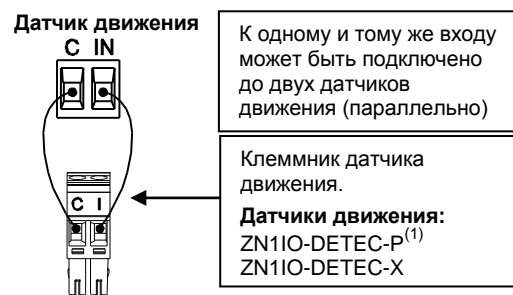 Датчик движения
C IN
К одному и тому же входу
может быть подключено
до двух датчиков
движения (параллельно)
C I
Клеммник датчика
движения.
Датчики движения:
ZN1IO-DETEC-P(1)
ZN1IO-DETEC-X